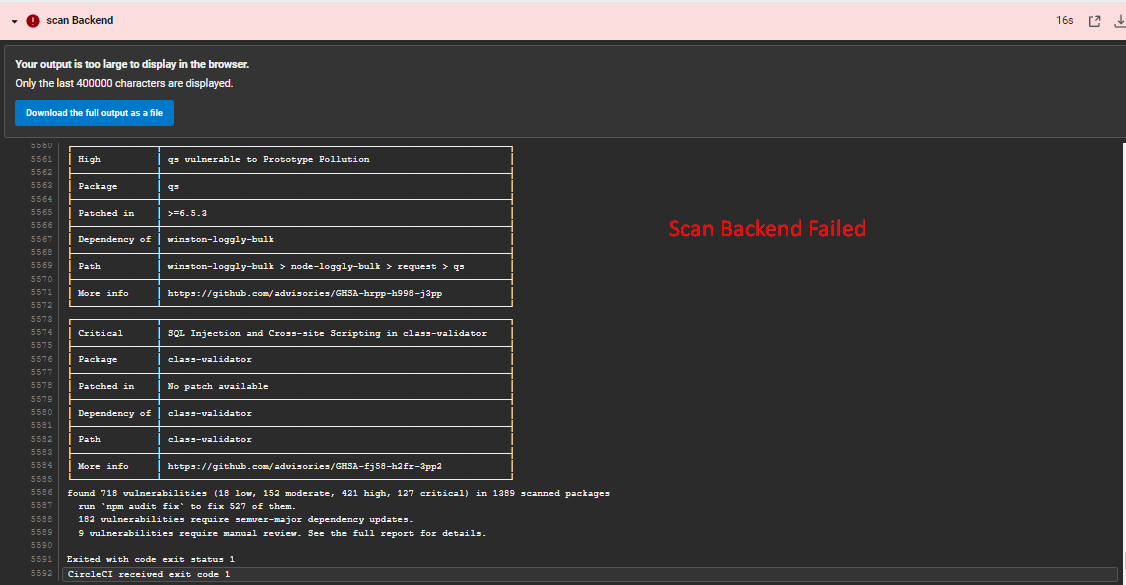 scan Backend
16s
Your output is too large to display in the browser.
Only the last 400000 characters are displayed.
Download the full output as a file
5560
5561 High qs vulnerable to Prototype Pollution
5562
5563 Package qs
5564
5565 Patched in >=6.5.3
5566
5567 Dependency of winston-loggly-bulk
5568
5569 Path winston-loggly-bulk > node-loggly-bulk > request > qs
5570
5571 More info https://github.com/advisories/GHSA-hrpp-h998-j3pp
5572
5573
5574 Critical SQL Injection and Cross-site Scripting in class-validator
5575
5576 Package class-validator
5577
5578 Patched in No patch available
5579
5580 Dependency of class-validator
5581
5582 Path class-validator
5583
5584 More info https://github.com/advisories/GHSA-fj58-h2fr-3pp2
5585
5586 found 718 vulnerabilities (18 low, 152 moderate, 421 high, 127 critical) in 1389 scanned packages
5587 run `npm audit fix` to fix 527 of them.
5588 182 vulnerabilities require semver-major dependency updates.
5589 9 vulnerabilities require manual review. See the full report for details.
5590
5591 Exited with code exit status 1
5592 CircleCI received exit code 1
Scan Backend Failed